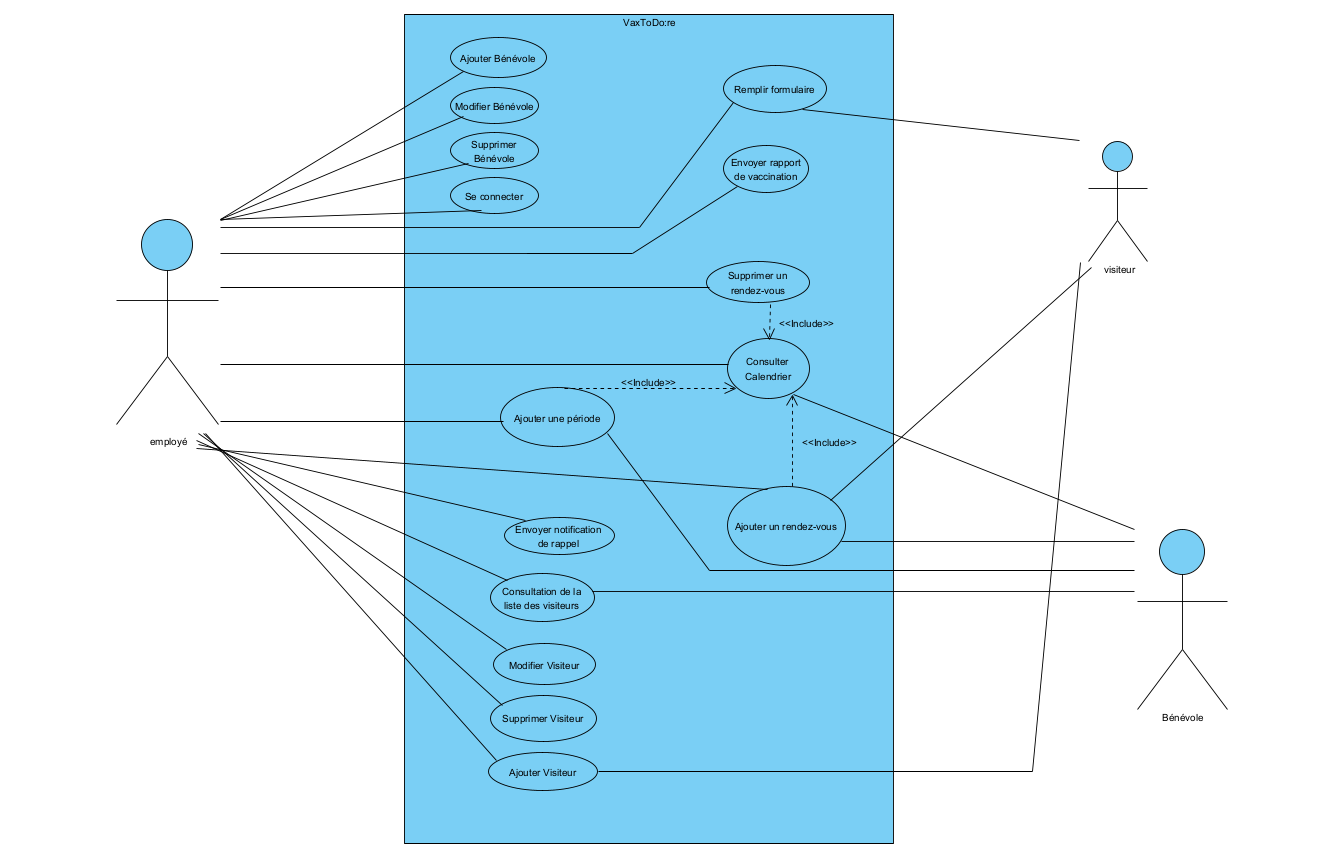 VaxToDo:re
Ajouter Bénévole
Remplir formulaire
Modifier Bénévole
Supprimer
Bénévole
Envoyer rapport
de vaccination
Se connecter
visiteur
Supprimer un
rendez-vous
<<Include>>
Consulter
Calendrier
<<Include>>
Ajouter une période
employé
<<Include>>
Ajouter un rendez-vous
Envoyer notification
de rappel
Consultation de la
liste des visiteurs
Modifier Visiteur
Supprimer Visiteur
Bénévole
Ajouter Visiteur